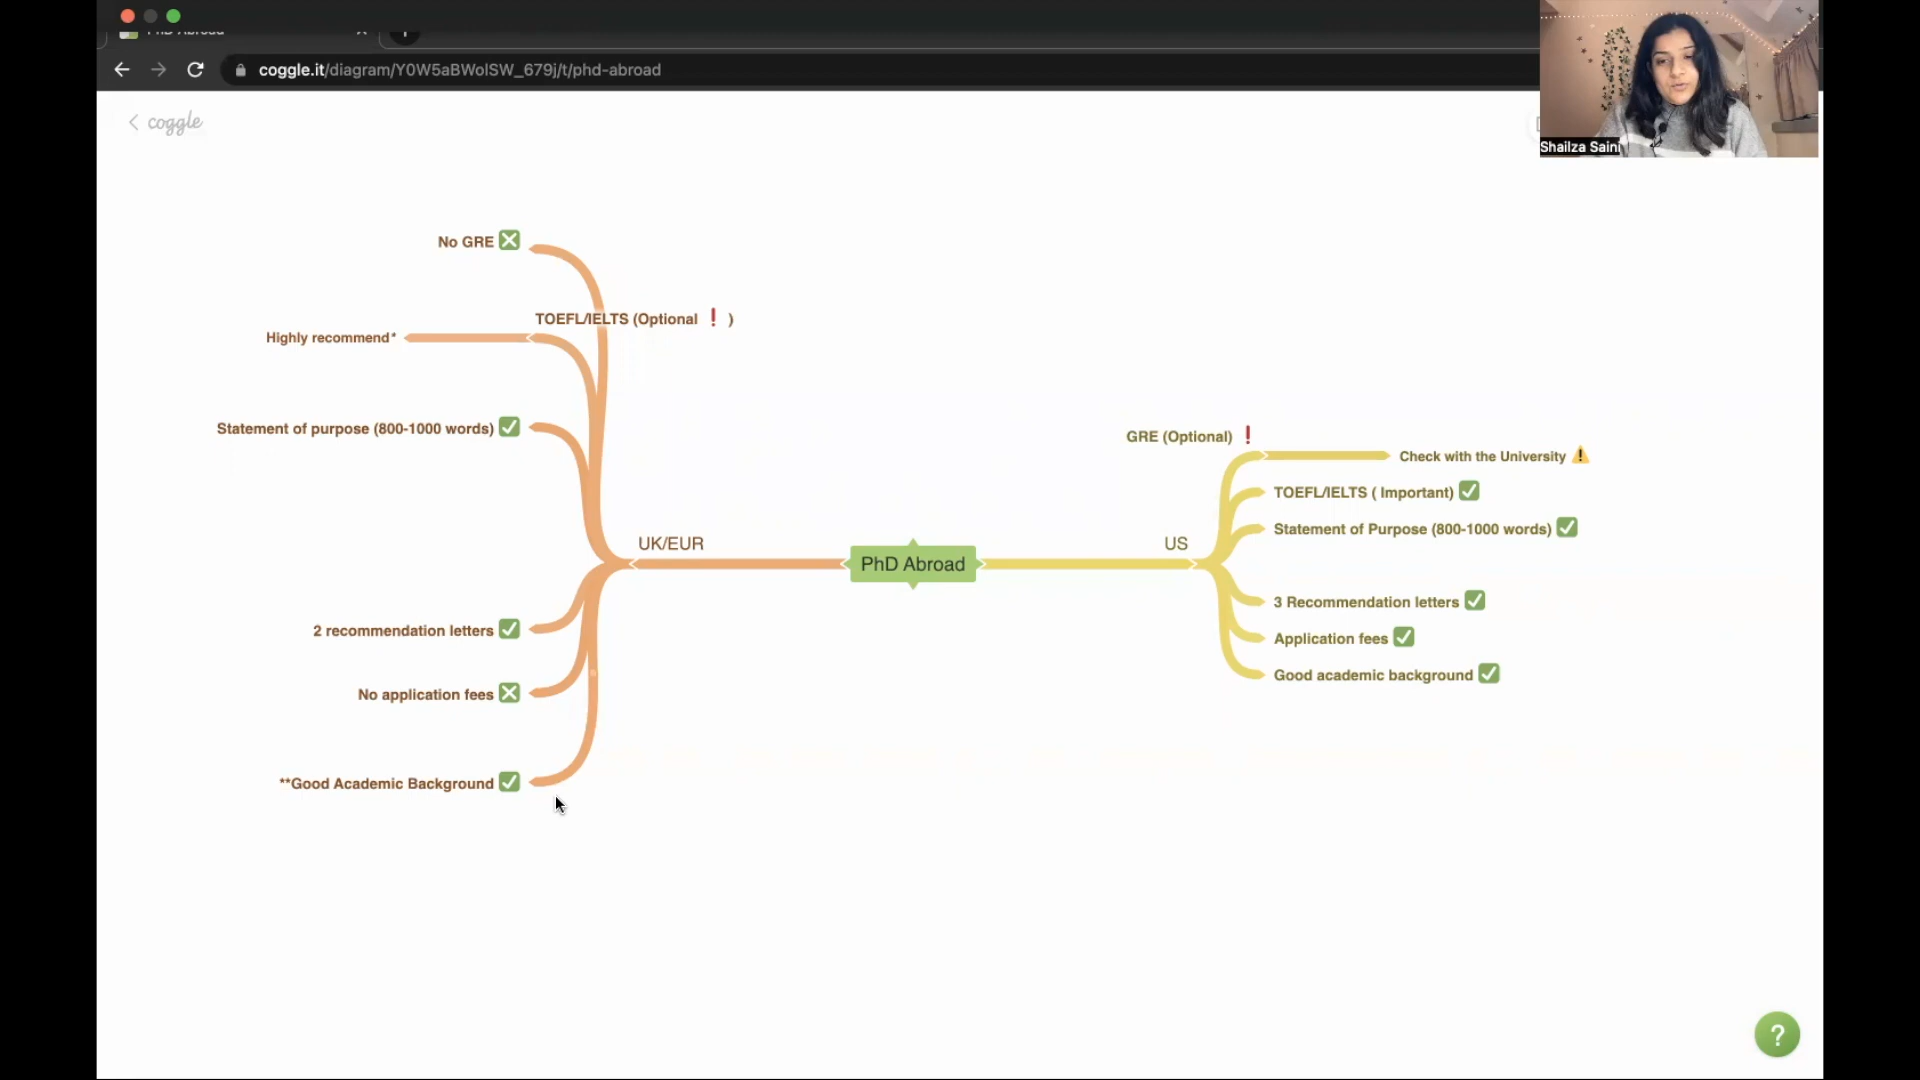 PhD Abroad
coggle.it/diagram/Y0W5aBWolSW_679j/t/phd-abroad
Shailza Saini
coggle
No GRE ❎
TOEFL/IELTS (Optional ❗ )
Highly recommend*
Statement of purpose (800-1000 words) ✅
UK/EUR
2 recommendation letters ✅
No application fees ❎
**Good Academic Background ✅
PhD Abroad
US
GRE (Optional) ❗
Check with the University ⚠️
TOEFL/IELTS ( Important) ✅
Statement of Purpose (800-1000 words) ✅
3 Recommendation letters ✅
Application fees ✅
Good academic background ✅
?